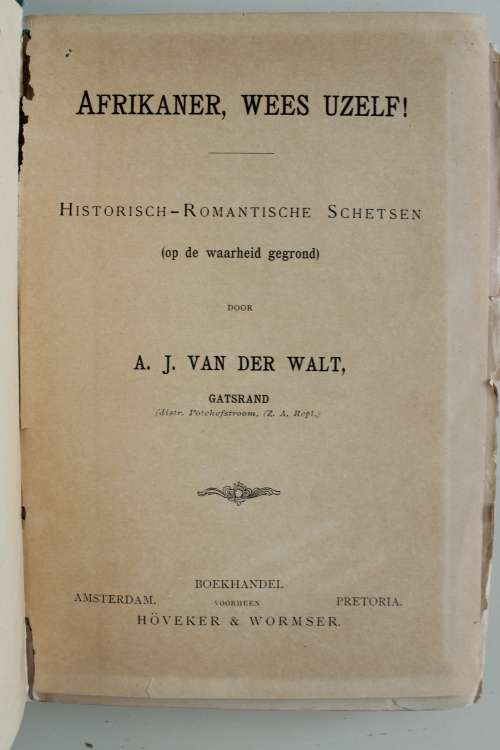 AFRIKANER, WEES UZELF!
HISTORISCH-ROMANTISCHE SCHETSEN
(op de waarheid gegrond)
DOOR
A. J. VAN DER WALT,
GATSRAND
(distr. Potchefstroom, (Z. A. Repl.)
BOEKHANDEL
AMSTERDAM. VOORHEEN PRETORIA.
HÖVEKER & WORMSER.